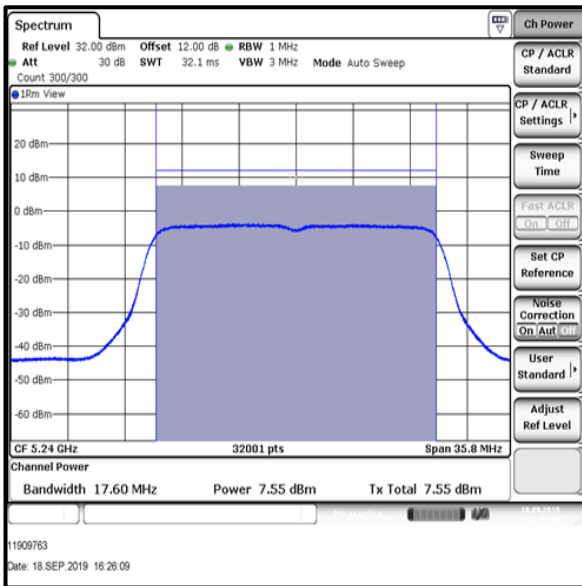 Spectrum
Ref Level 32.00 dBm Offset 12.00 dB RBW 1 MHz
Att 30 dB SWT 32.1 ms VBW 3 MHz Mode Auto Sweep
Count 300/300
1Rm View
20 dBm
10 dBm
0 dBm
-10 dBm
-20 dBm
-30 dBm
-40 dBm
-50 dBm
-60 dBm
CF 5.24 GHz 32001 pts Span 35.8 MHz
Channel Power
Bandwidth 17.60 MHz Power 7.55 dBm Tx Total 7.55 dBm
Ch Power
CP / ACLR
Standard
CP / ACLR
Settings
Sweep
Time
Fast ACLR
On Off
Set CP
Reference
Noise
Correction
On Aut Off
User
Standard
Adjust
Ref Level
Measuring
18.09.2019
11909763
Date: 18.SEP.2019 16:26:09